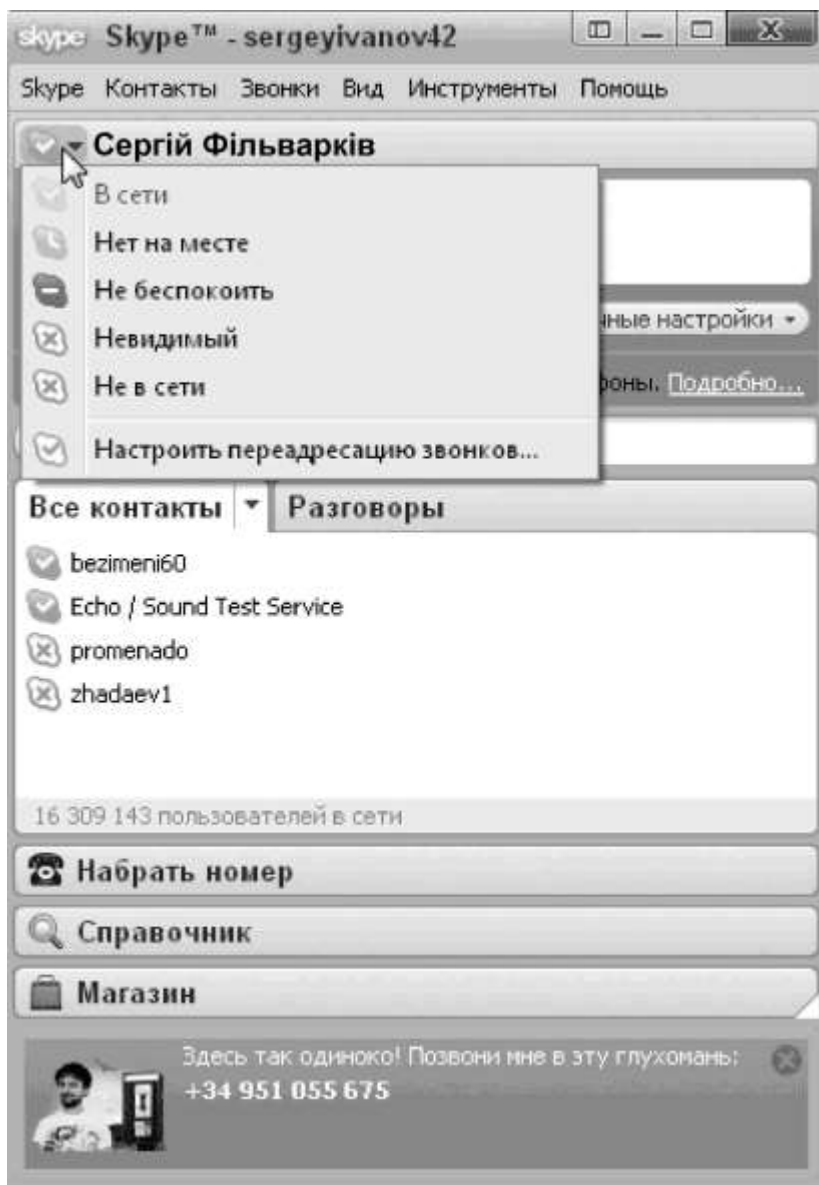 skype Skype™ - sergeyivanov42
Skype Контакты Звонки Вид Инструменты Помощь
Сергій Фільварків
В сети
Нет на месте
Не беспокоить
Невидимый
Не в сети
Настроить переадресацию звонков...
чные настройки
фоны. Подробно...
Все контакты Разговоры
bezimeni60
Echo / Sound Test Service
promenado
zhadaev1
16 309 143 пользователей в сети
Набрать номер
Справочник
Магазин
Здесь так одиноко! Позвони мне в эту глухомань:
+34 951 055 675